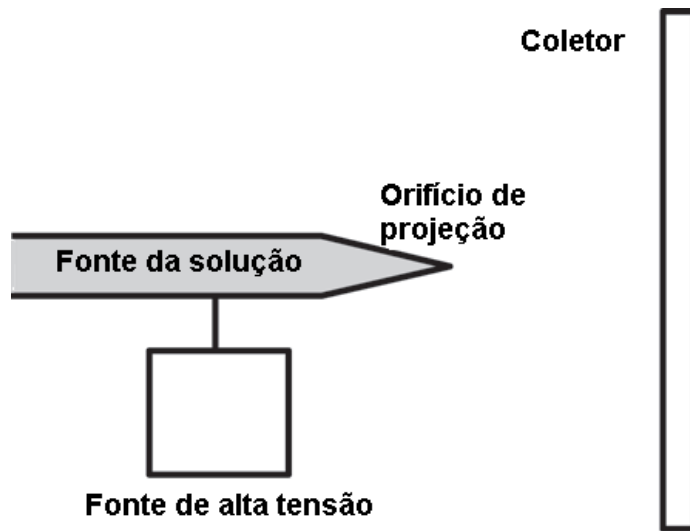 Coletor
Orifício de
projeção
Fonte da solução
Fonte de alta tensão